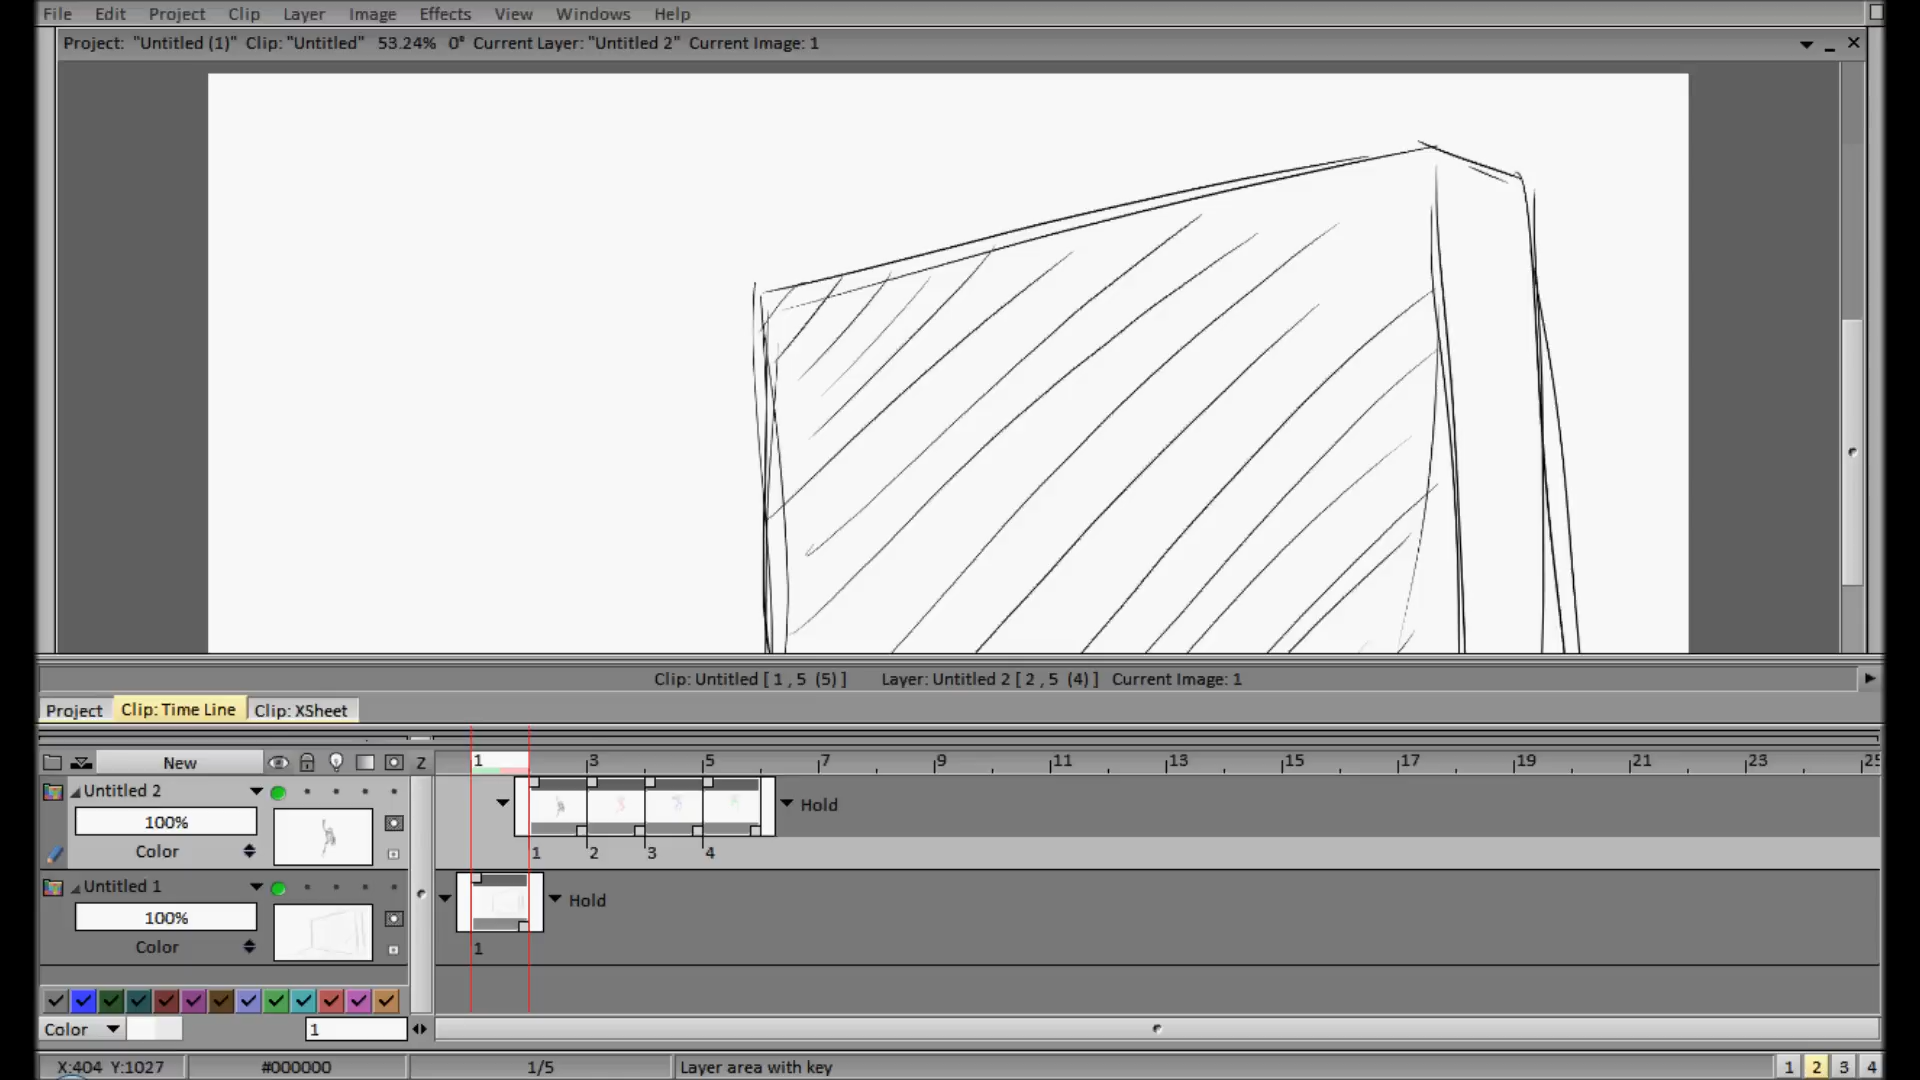 File Edit Project Clip Layer Image Effects View Windows Help
Project: "Untitled (1)" Clip: "Untitled" 53.24% 0° Current Layer: "Untitled 2" Current Image: 1
Clip: Untitled [ 1 , 5 (5) ] Layer: Untitled 2 [ 2 , 5 (4) ] Current Image: 1
Project Clip: Time Line Clip: XSheet
New Z 1 3 5 7 9 11 13 15 17 19 21 23 25
Untitled 2
Hold
100%
Color 1 2 3 4
Untitled 1
Hold
100%
Color 1
Color 1
X:404 Y:1027 #000000 1/5 Layer area with key 1 2 3 4